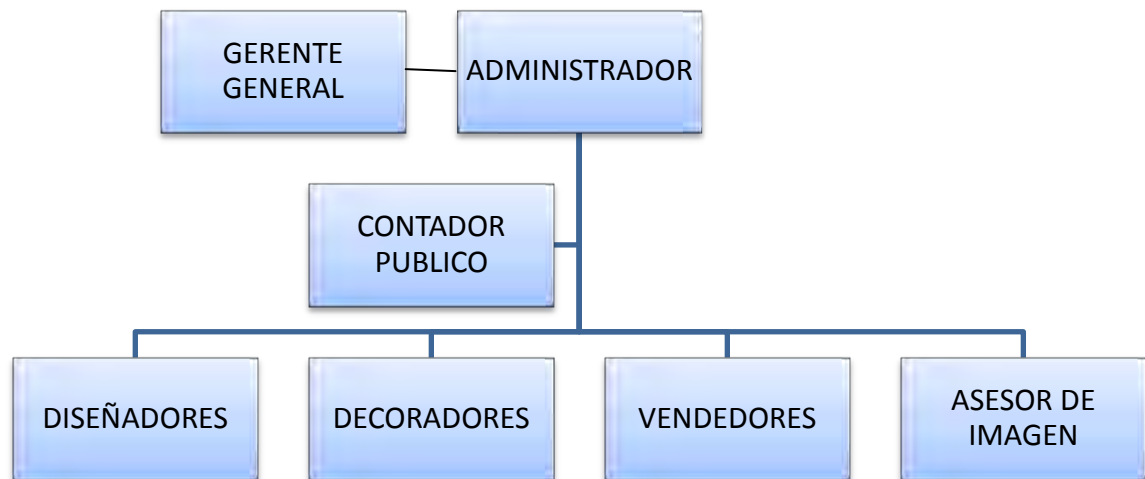 GERENTE
GENERAL
ADMINISTRADOR
CONTADOR
PUBLICO
DISEÑADORES
DECORADORES
VENDEDORES
ASESOR DE
IMAGEN